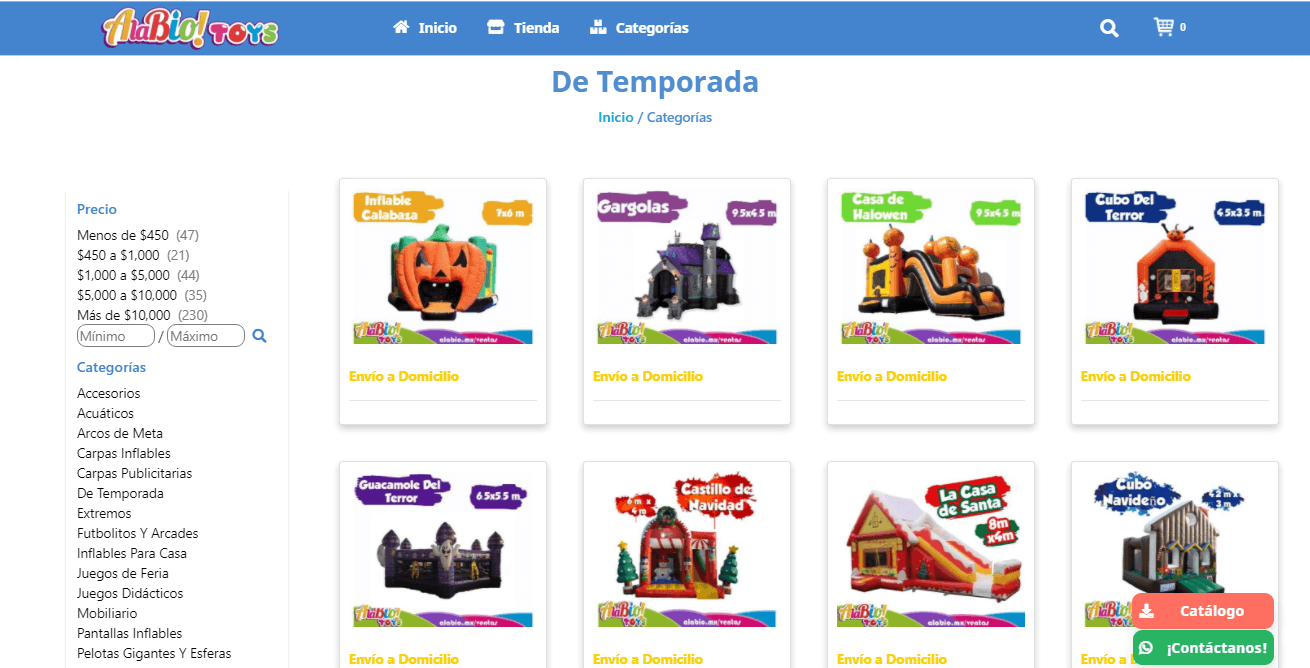 AlaBio! TOYS
Inicio
Tienda
Categorías
0
De Temporada
Inicio / Categorías
Precio
Menos de $450 (47)
$450 a $1,000 (21)
$1,000 a $5,000 (44)
$5,000 a $10,000 (35)
Más de $10,000 (230)
Mínimo / Máximo
Categorías
Accesorios
Acuáticos
Arcos de Meta
Carpas Inflables
Carpas Publicitarias
De Temporada
Extremos
Futbolitos Y Arcades
Inflables Para Casa
Juegos de Feria
Juegos Didácticos
Mobiliario
Pantallas Inflables
Pelotas Gigantes Y Esferas
Inflable
Calabaza
7x6 m
AlaBio!
TOYS
alabio.mx/ventas
Envío a Domicilio
Gargolas
9.5x4.5 m
AlaBio!
TOYS
alabio.mx/ventas
Envío a Domicilio
Casa de
Halowen
9.5x4.5 m
AlaBio!
TOYS
alabio.mx/ventas
Envío a Domicilio
Cubo Del
Terror
4.5x3.5 m
AlaBio!
TOYS
alabio.mx/ventas
Envío a Domicilio
Guacamole Del
Terror
6.5x5.5 m
AlaBio!
TOYS
alabio.mx/ventas
Envío a Domicilio
Castillo de
Navidad
6 m x
4 m
AlaBio!
TOYS
alabio.mx/ventas
Envío a Domicilio
La Casa
de Santa
8m
x4m
AlaBio!
TOYS
alabio.mx/ventas
Envío a Domicilio
Cubo
Navideño
4.2 m x
3 m
AlaBio!
TOYS
Envío a
Catálogo
¡Contáctanos!